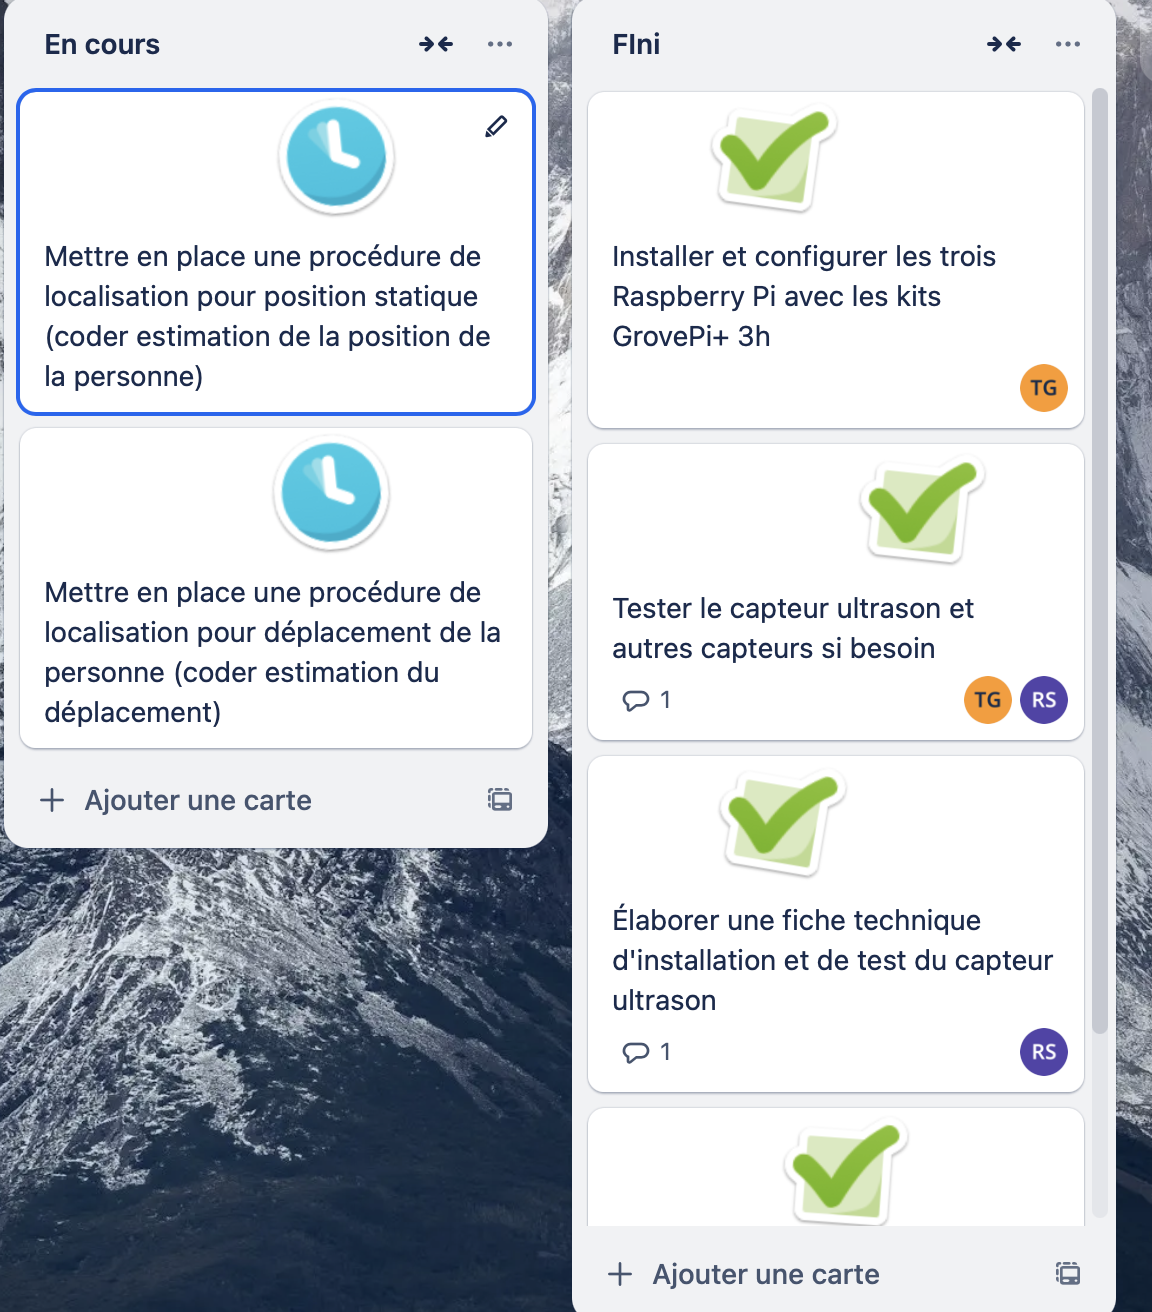 En cours
Mettre en place une procédure de
localisation pour position statique
(coder estimation de la position de
la personne)
Mettre en place une procédure de
localisation pour déplacement de la
personne (coder estimation du
déplacement)
Ajouter une carte
FIni
Installer et configurer les trois
Raspberry Pi avec les kits
GrovePi+ 3h
TG
Tester le capteur ultrason et
autres capteurs si besoin
1
TG RS
Élaborer une fiche technique
d'installation et de test du capteur
ultrason
1
RS
Ajouter une carte